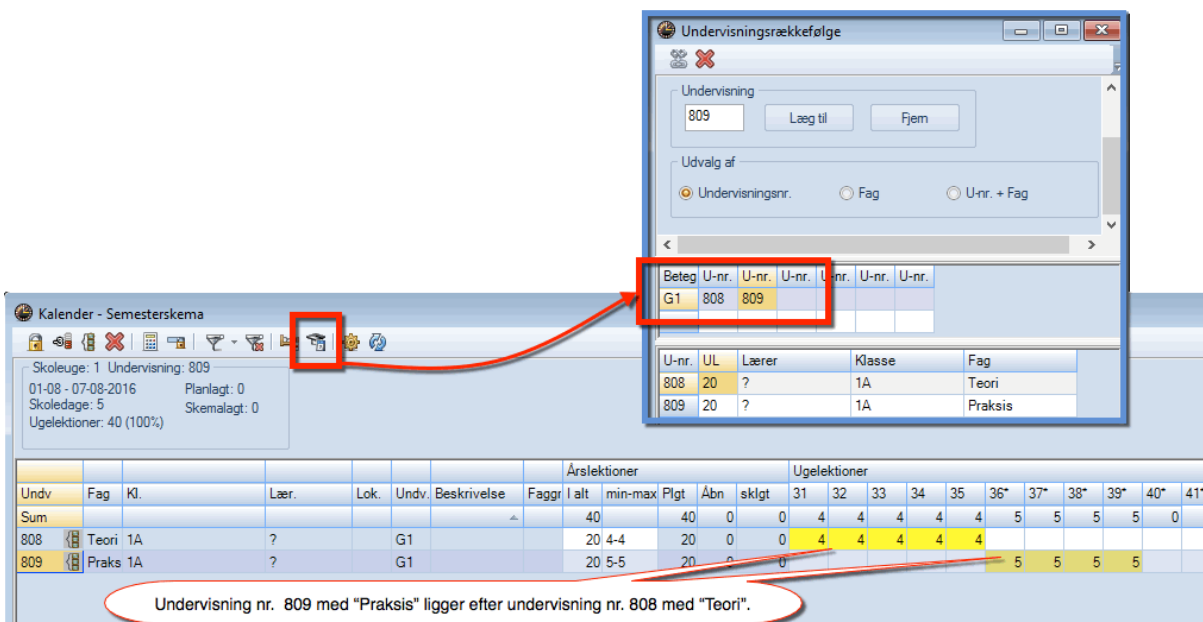 Undervisningsrækkefølge
Undervisning
809 Læg til Fjern
Udvalg af
Undervisningsnr. Fag U-nr. + Fag
Beteg U-nr. U-nr. U-nr. U-nr. U-nr. U-nr.
G1 808 809
U-nr. UL Lærer Klasse Fag
808 20 ? 1A Teori
809 20 ? 1A Praksis
Kalender - Semesterskema
Skoleuge: 1 Undervisning: 809
01-08 - 07-08-2016 Planlagt: 0
Skoledage: 5 Skemalagt: 0
Ugelektioner: 40 (100%)
Årslektioner Ugelektioner
Undv Fag Kl. Lær. Lok. Undv. Beskrivelse Faggr I alt min-max Plgt Åbn sklgt 31 32 33 34 35 36* 37* 38* 39* 40* 41*
Sum 40 40 0 0 4 4 4 4 4 5 5 5 5 0
808 Teori 1A ? G1 20 4-4 20 0 0 4 4 4 4 4
809 Praks 1A ? G1 20 5-5 20 0 0 5 5 5 5
Undervisning nr. 809 med “Praksis” ligger efter undervisning nr. 808 med “Teori”.